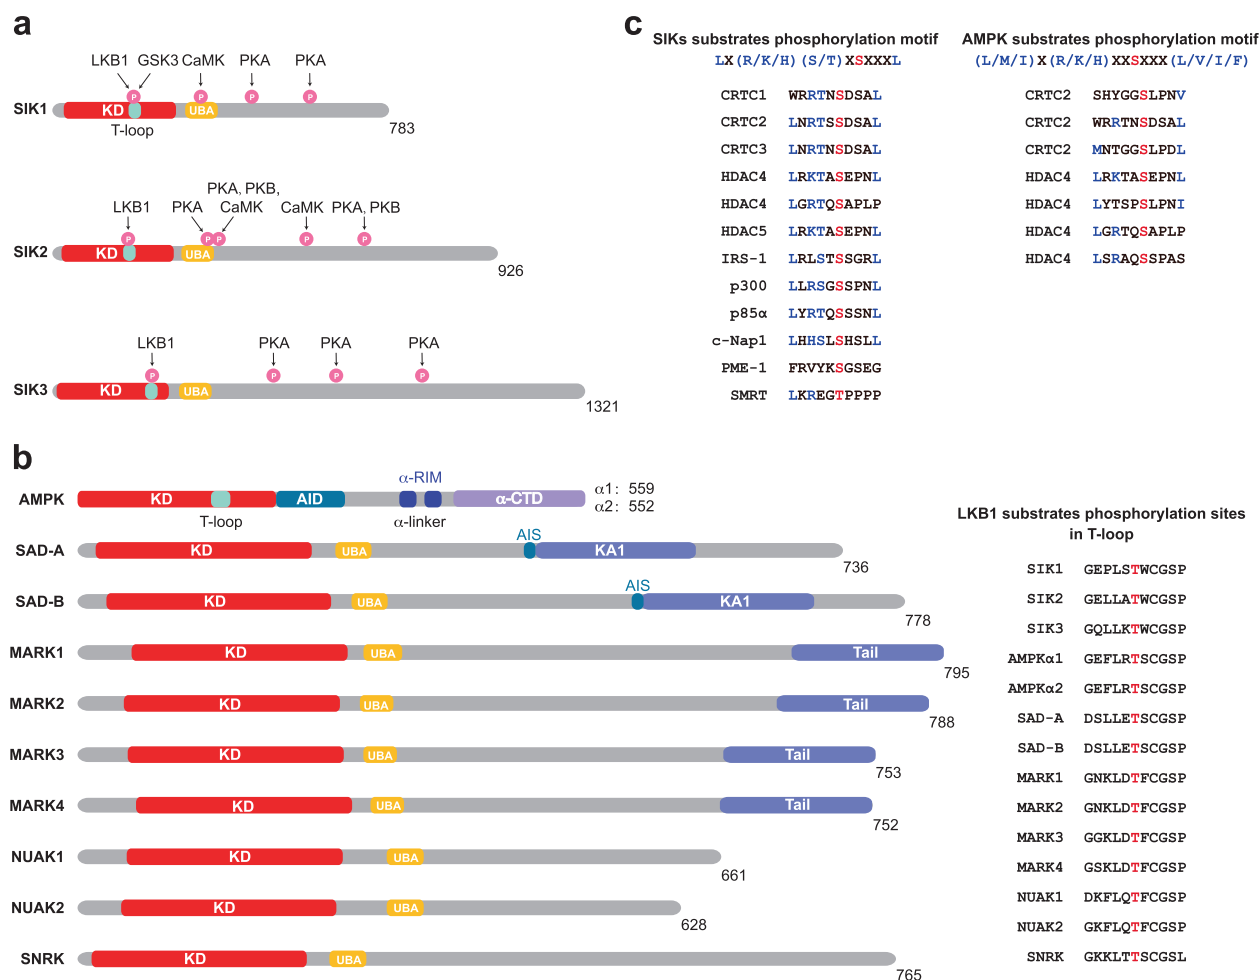 a
LKB1 GSK3 CaMK PKA PKA
P P P P
SIK1 KD UBA
T-loop 783
PKA, PKB,
LKB1 PKA CaMK CaMK PKA, PKB
P P P P P
SIK2 KD UBA
926
LKB1 PKA PKA PKA
P P P P
SIK3 KD UBA
1321
c
SIKs substrates phosphorylation motif
LX(R/K/H)(S/T)XSXXXL
CRTC1 WRRTNSDSAL
CRTC2 LNRTSSDSAL
CRTC3 LNRTNSDSAL
HDAC4 LRKTASEPNL
HDAC4 LGRTQSAPLP
HDAC5 LRKTASEPNL
IRS-1 LRLSTSSGRL
p300 LLRSGSSPNL
p85α LYRTQSSSNL
c-Nap1 LHHSLSHSLL
PME-1 FRVYKSGSEG
SMRT LKREGTPPPP
AMPK substrates phosphorylation motif
(L/M/I)X(R/K/H)XXSXXX(L/V/I/F)
CRTC2 SHYGGSLPNV
CRTC2 WRRTNSDSAL
CRTC2 MNTGGSLPDL
HDAC4 LRKTASEPNL
HDAC4 LYTSPSLPNI
HDAC4 LGRTQSAPLP
HDAC4 LSRAQSSPAS
b
α-RIM
AMPK KD AID α-CTD α1: 559
α2: 552
T-loop α-linker
AIS
SAD-A KD UBA KA1
736
AIS
SAD-B KD UBA KA1
778
MARK1 KD UBA Tail
795
MARK2 KD UBA Tail
788
MARK3 KD UBA Tail
753
MARK4 KD UBA Tail
752
NUAK1 KD UBA
661
NUAK2 KD UBA
628
SNRK KD UBA
765
LKB1 substrates phosphorylation sites
in T-loop
SIK1 GEPLSTWCGSP
SIK2 GELLATWCGSP
SIK3 GQLLKTWCGSP
AMPKα1 GEFLRTSCGSP
AMPKα2 GEFLRTSCGSP
SAD-A DSLLETSCGSP
SAD-B DSLLETSCGSP
MARK1 GNKLDTFCGSP
MARK2 GNKLDTFCGSP
MARK3 GGKLDTFCGSP
MARK4 GSKLDTFCGSP
NUAK1 DKFLQTFCGSP
NUAK2 GKFLQTFCGSP
SNRK GKKLTTSCGSL